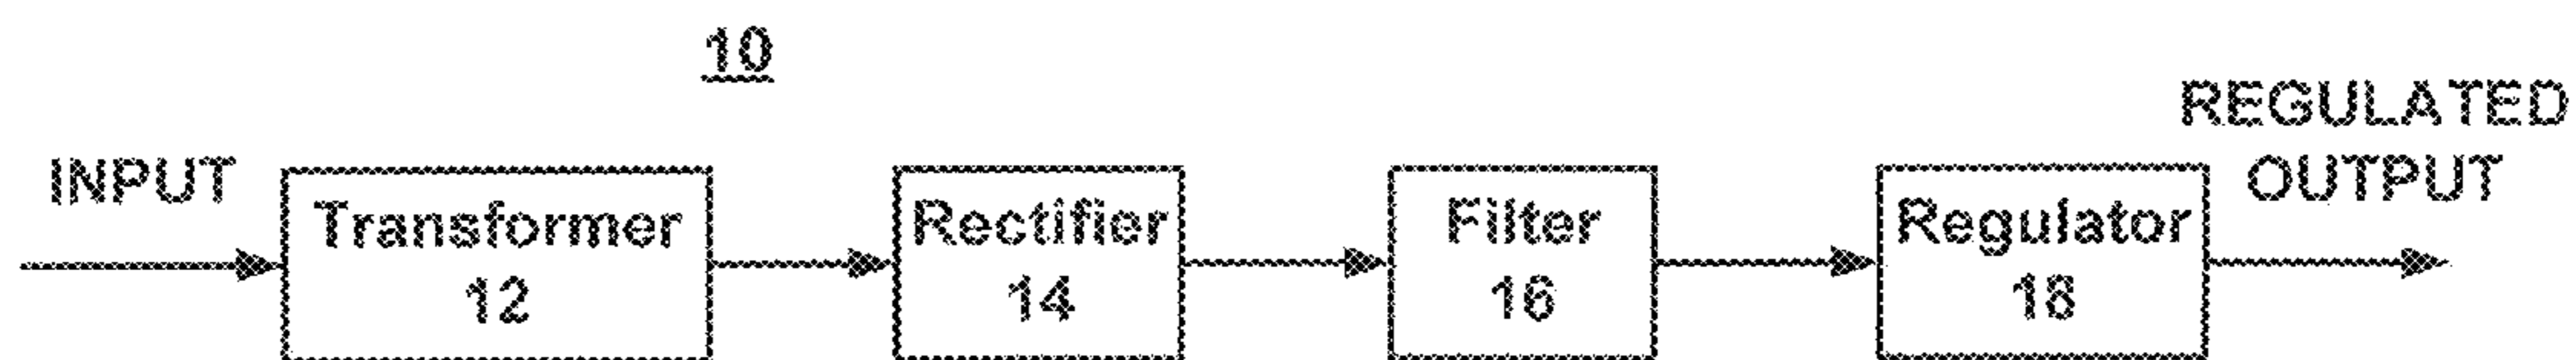 10
INPUT
Transformer
12
Rectifier
14
Filter
16
Regulator
18
REGULATED
OUTPUT